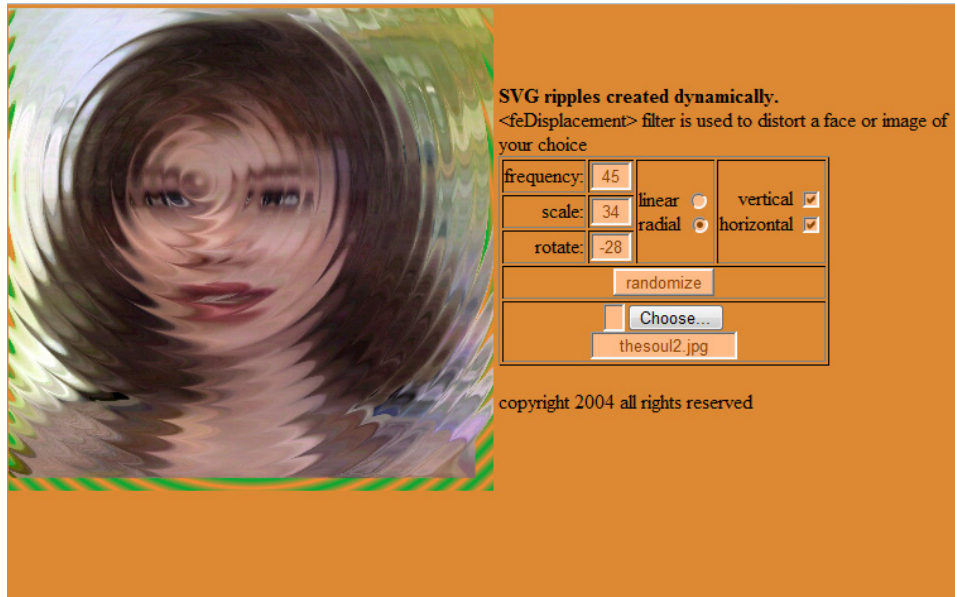 SVG ripples created dynamically.
<feDisplacement> filter is used to distort a face or image of
your choice
frequency: 45
scale: 34
rotate: -28
linear
radial
vertical
horizontal
randomize
Choose...
thesoul2.jpg
copyright 2004 all rights reserved